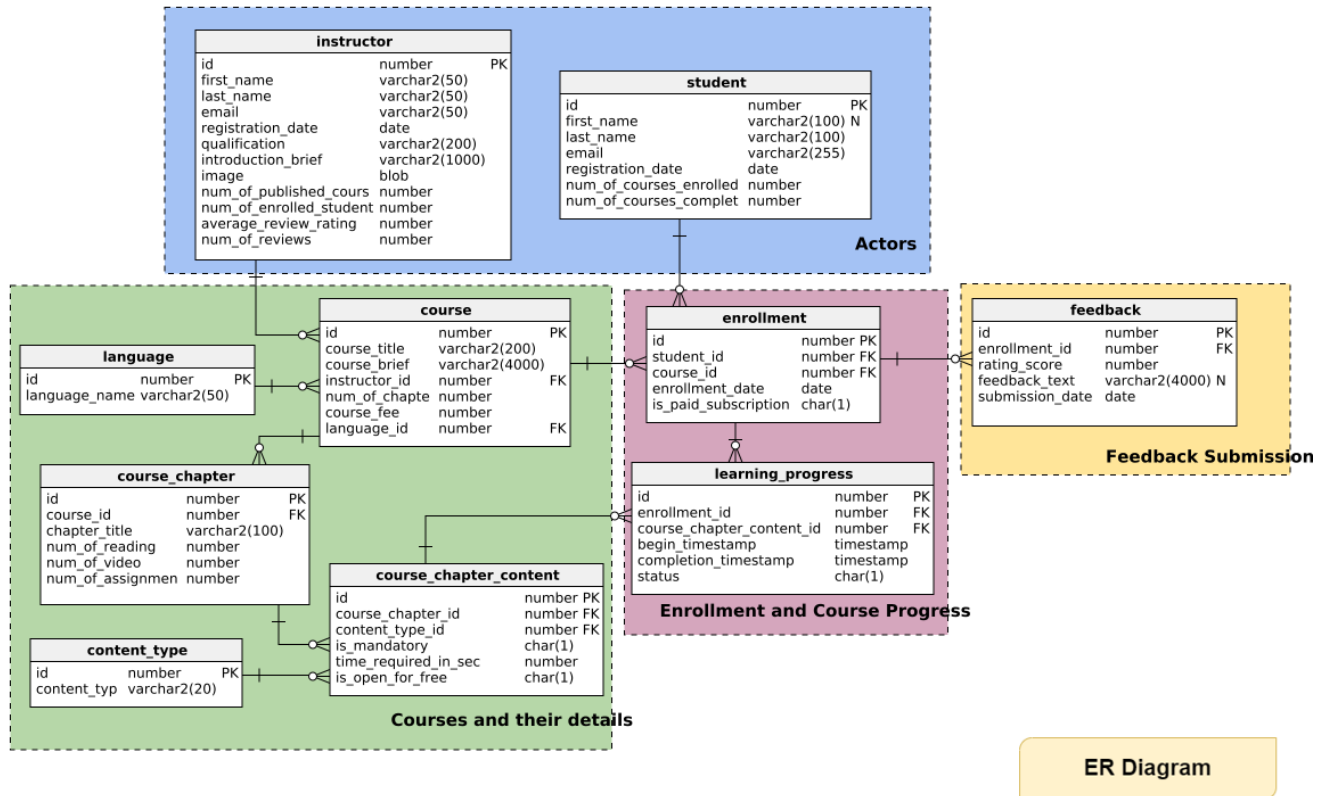 instructor
id number PK
first_name varchar2(50)
last_name varchar2(50)
email varchar2(50)
registration_date date
qualification varchar2(200)
introduction_brief varchar2(1000)
image blob
num_of_published_cours number
num_of_enrolled_student number
average_review_rating number
num_of_reviews number
student
id number PK
first_name varchar2(100) N
last_name varchar2(100)
email varchar2(255)
registration_date date
num_of_courses_enrolled number
num_of_courses_complet number
Actors
course
id number PK
course_title varchar2(200)
course_brief varchar2(4000)
instructor_id number FK
num_of_chapte number
course_fee number
language_id number FK
language
id number PK
language_name varchar2(50)
course_chapter
id number PK
course_id number FK
chapter_title varchar2(100)
num_of_reading number
num_of_video number
num_of_assignmen number
course_chapter_content
id number PK
course_chapter_id number FK
content_type_id number FK
is_mandatory char(1)
time_required_in_sec number
is_open_for_free char(1)
content_type
id number PK
content_typ varchar2(20)
Courses and their details
enrollment
id number PK
student_id number FK
course_id number FK
enrollment_date date
is_paid_subscription char(1)
learning_progress
id number PK
enrollment_id number FK
course_chapter_content_id number FK
begin_timestamp timestamp
completion_timestamp timestamp
status char(1)
Enrollment and Course Progress
feedback
id number PK
enrollment_id number FK
rating_score number
feedback_text varchar2(4000) N
submission_date date
Feedback Submission
ER Diagram